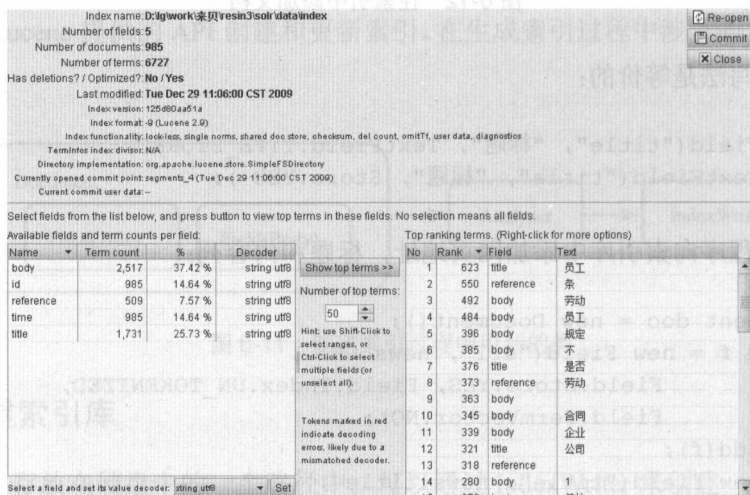 Index name: D:\lg\work\来贝\resin3\solr\data\index
Number of fields: 5
Number of documents: 985
Number of terms: 6727
Has deletions? / Optimized?: No / Yes
Last modified: Tue Dec 29 11:06:00 CST 2009
Index version: 125d80aa51a
Index format: -9 (Lucene 2.9)
Index functionality: lock-less, single norms, shared doc store, checksum, del count, omitTf, user data, diagnostics
TermInfos index divisor: N/A
Directory implementation: org.apache.lucene.store.SimpleFSDirectory
Currently opened commit point: segments_4 (Tue Dec 29 11:06:00 CST 2009)
Current commit user data: --
Re-open
Commit
Close
Select fields from the list below, and press button to view top terms in these fields. No selection means all fields.
Available fields and term counts per field:
Name Term count % Decoder
body 2,517 37.42 % string utf8
id 985 14.64 % string utf8
reference 509 7.57 % string utf8
time 985 14.64 % string utf8
title 1,731 25.73 % string utf8
Select a field and set its value decoder: string utf8 Set
Show top terms >>
Number of top terms:
50
Hint: use Shift-Click to
select ranges, or
Ctrl-Click to select
multiple fields (or
unselect all).
Tokens marked in red
indicate decoding
errors, likely due to a
mismatched decoder.
Top ranking terms. (Right-click for more options)
No Rank Field Text
1 623 title 员工
2 550 reference 条
3 492 body 劳动
4 484 body 员工
5 396 body 规定
6 385 body 不
7 376 title 是否
8 373 reference 劳动
9 363 body
10 345 body 合同
11 339 body 企业
12 321 title 公司
13 318 reference
14 280 body 1